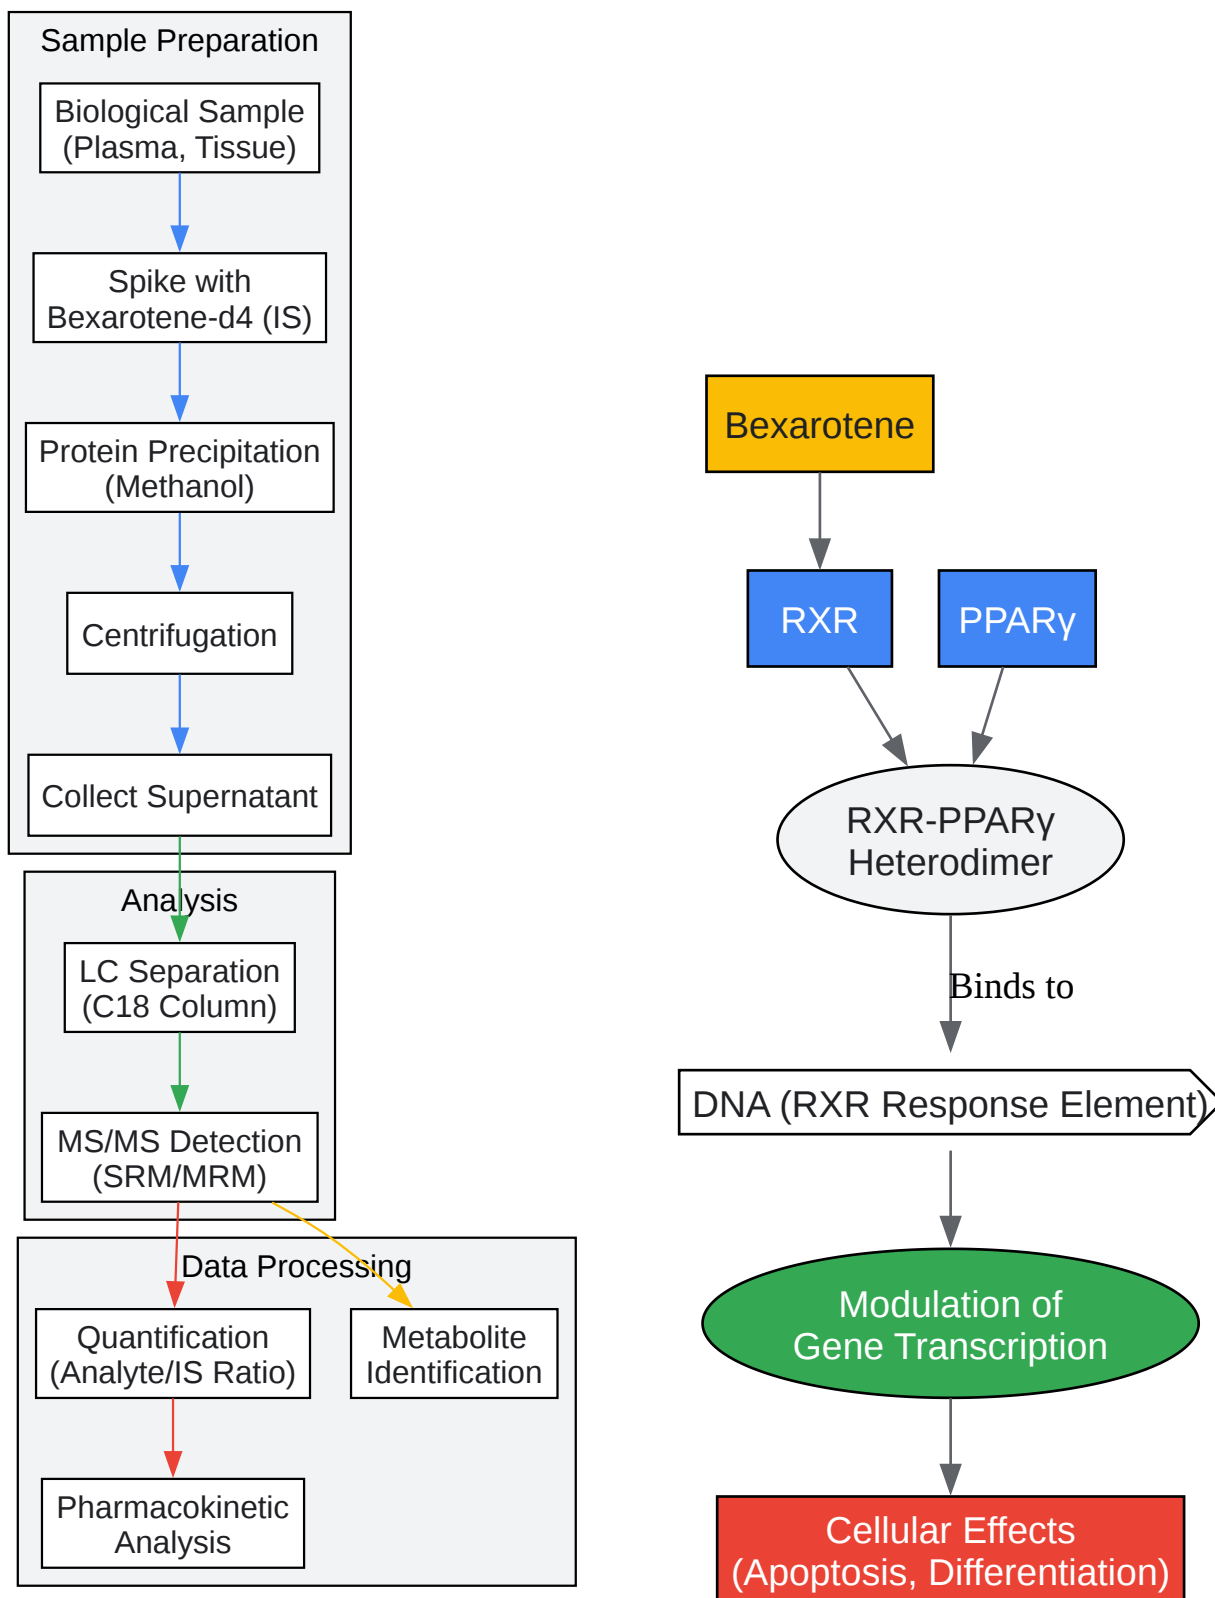 Sample Preparation
Biological Sample
(Plasma, Tissue)
Spike with
Bexarotene-d4 (IS)
Protein Precipitation
(Methanol)
Centrifugation
Collect Supernatant
Analysis
LC Separation
(C18 Column)
MS/MS Detection
(SRM/MRM)
Data Processing
Quantification
(Analyte/IS Ratio)
Metabolite
Identification
Pharmacokinetic
Analysis
Bexarotene
RXR
PPARγ
RXR-PPARγ
Heterodimer
Binds to
DNA (RXR Response Element)
Modulation of
Gene Transcription
Cellular Effects
(Apoptosis, Differentiation)